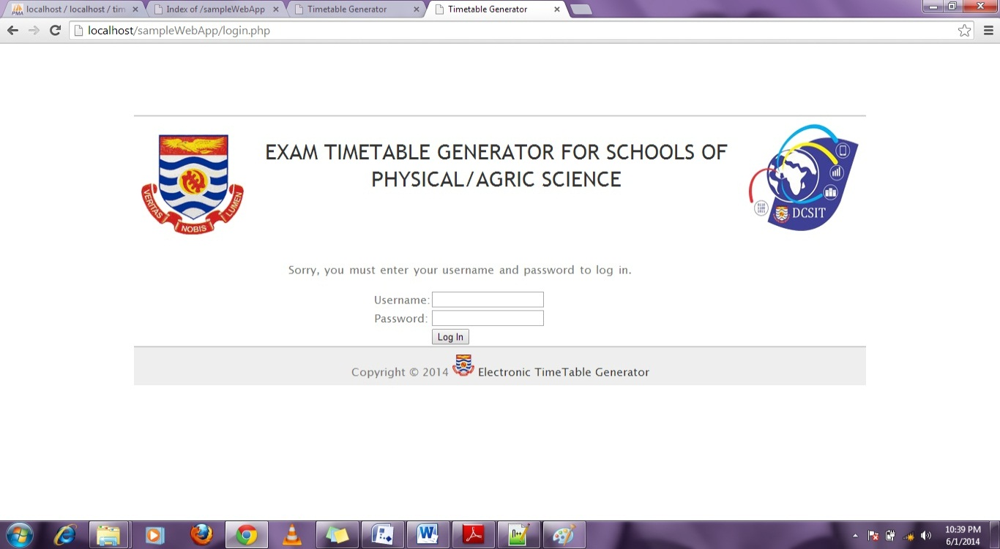 localhost / localhost / tim
Index of /sampleWebApp
Timetable Generator
Timetable Generator
localhost/sampleWebApp/login.php
EXAM TIMETABLE GENERATOR FOR SCHOOLS OF
PHYSICAL/AGRIC SCIENCE
VERITAS
NOBIS
LUMEN
DCSIT
Sorry, you must enter your username and password to log in.
Username:
Password:
Log In
Copyright © 2014 Electronic TimeTable Generator
10:39 PM
6/1/2014